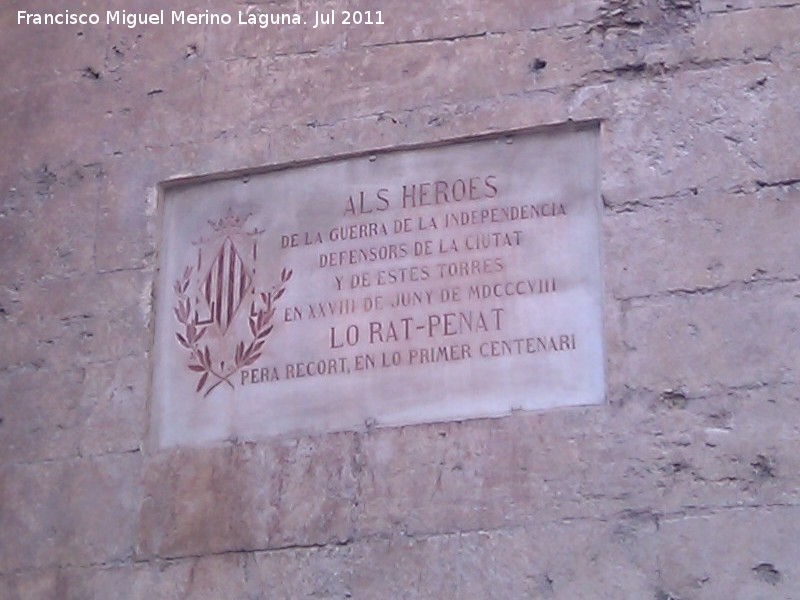 Francisco Miguel Merino Laguna. Jul 2011
ALS HEROES
DE LA GUERRA DE LA INDEPENDENCIA
DEFENSORS DE LA CIUTAT
Y DE ESTES TORRES
EN XXVIII DE JUNY DE MDCCCVIII
LO RAT-PENAT
PERA RECORT, EN LO PRIMER CENTENARI